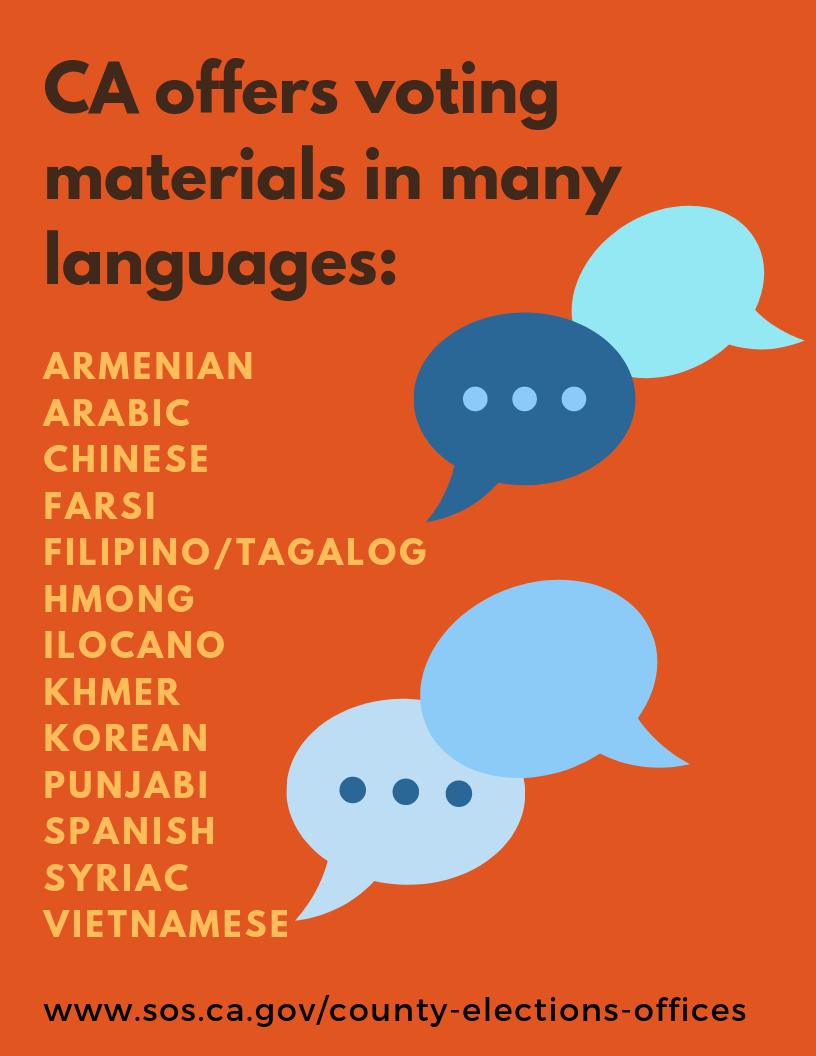 CA offers voting
materials in many
languages:
ARMENIAN
ARABIC
CHINESE
FARSI
FILIPINO/TAGALOG
HMONG
ILOCANO
KHMER
KOREAN
PUNJABI
SPANISH
SYRIAC
VIETNAMESE
www.sos.ca.gov/county-elections-offices